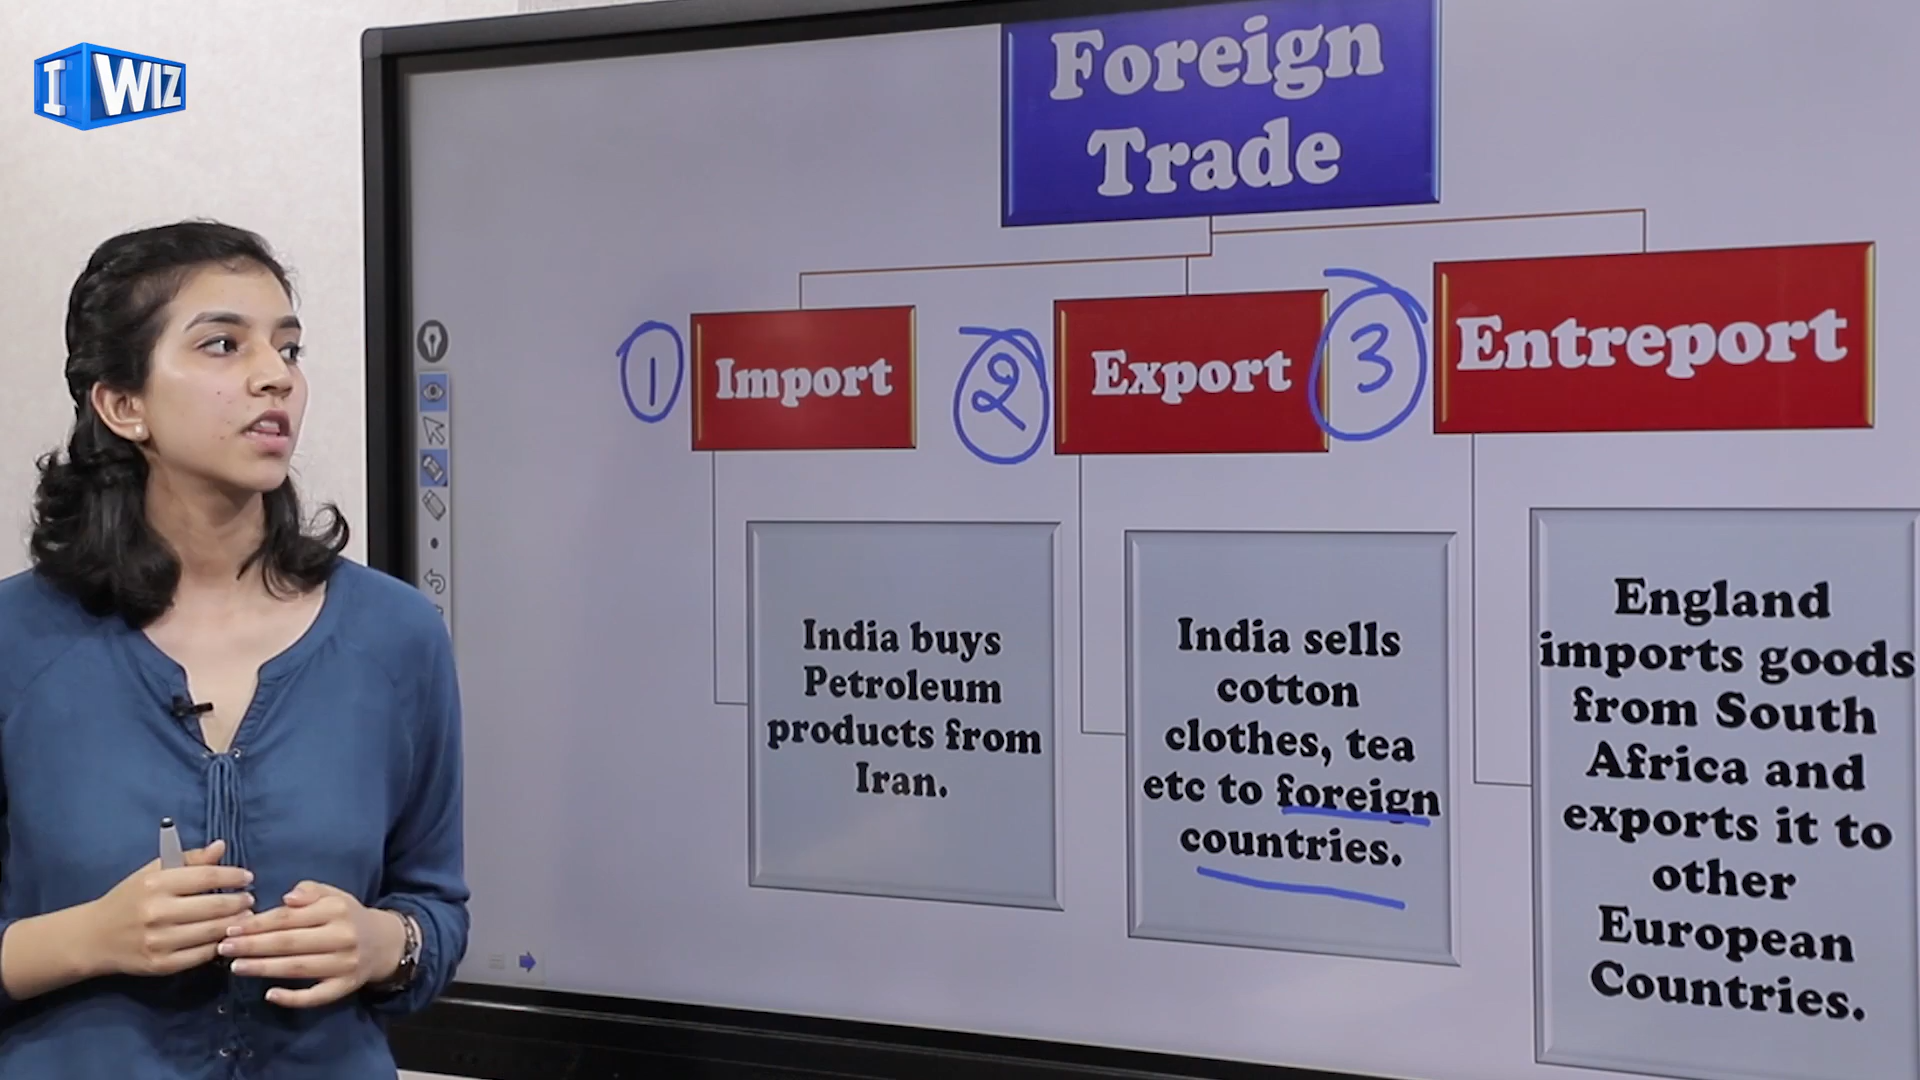 I WIZ
Foreign
Trade
1
Import
2
Export
3
Entreport
India buys
Petroleum
products from
Iran.
India sells
cotton
clothes, tea
etc to foreign
countries.
England
imports goods
from South
Africa and
exports it to
other
European
Countries.